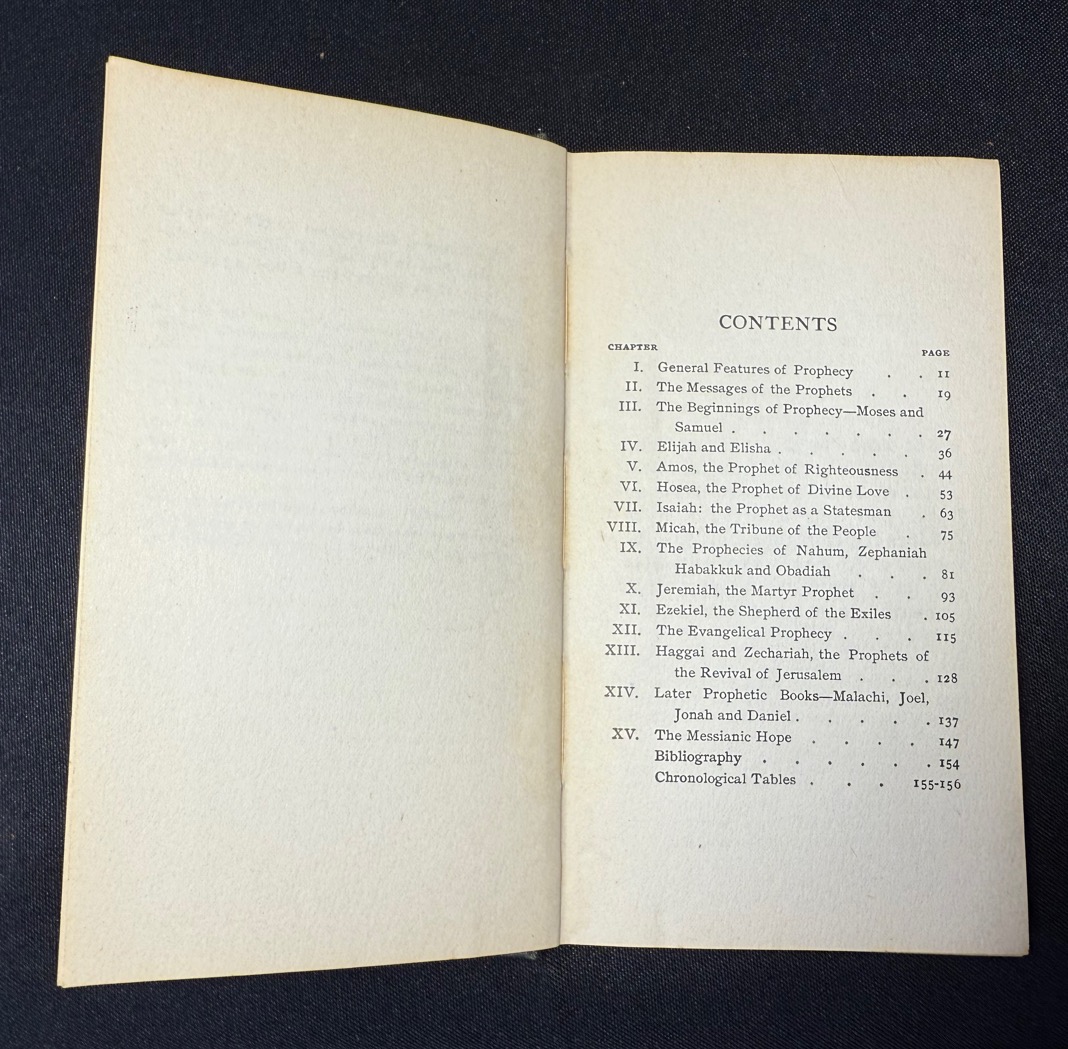 CONTENTS
CHAPTER PAGE
I. General Features of Prophecy . . 11
II. The Messages of the Prophets . . 19
III. The Beginnings of Prophecy—Moses and
Samuel . . . . . . . 27
IV. Elijah and Elisha . . . . . 36
V. Amos, the Prophet of Righteousness . 44
VI. Hosea, the Prophet of Divine Love . 53
VII. Isaiah: the Prophet as a Statesman . 63
VIII. Micah, the Tribune of the People . 75
IX. The Prophecies of Nahum, Zephaniah
Habakkuk and Obadiah . . . 81
X. Jeremiah, the Martyr Prophet . . 93
XI. Ezekiel, the Shepherd of the Exiles . 105
XII. The Evangelical Prophecy . . . 115
XIII. Haggai and Zechariah, the Prophets of
the Revival of Jerusalem . . . 128
XIV. Later Prophetic Books—Malachi, Joel,
Jonah and Daniel . . . . . 137
XV. The Messianic Hope . . . . 147
Bibliography . . . . . . 154
Chronological Tables . . . 155-156